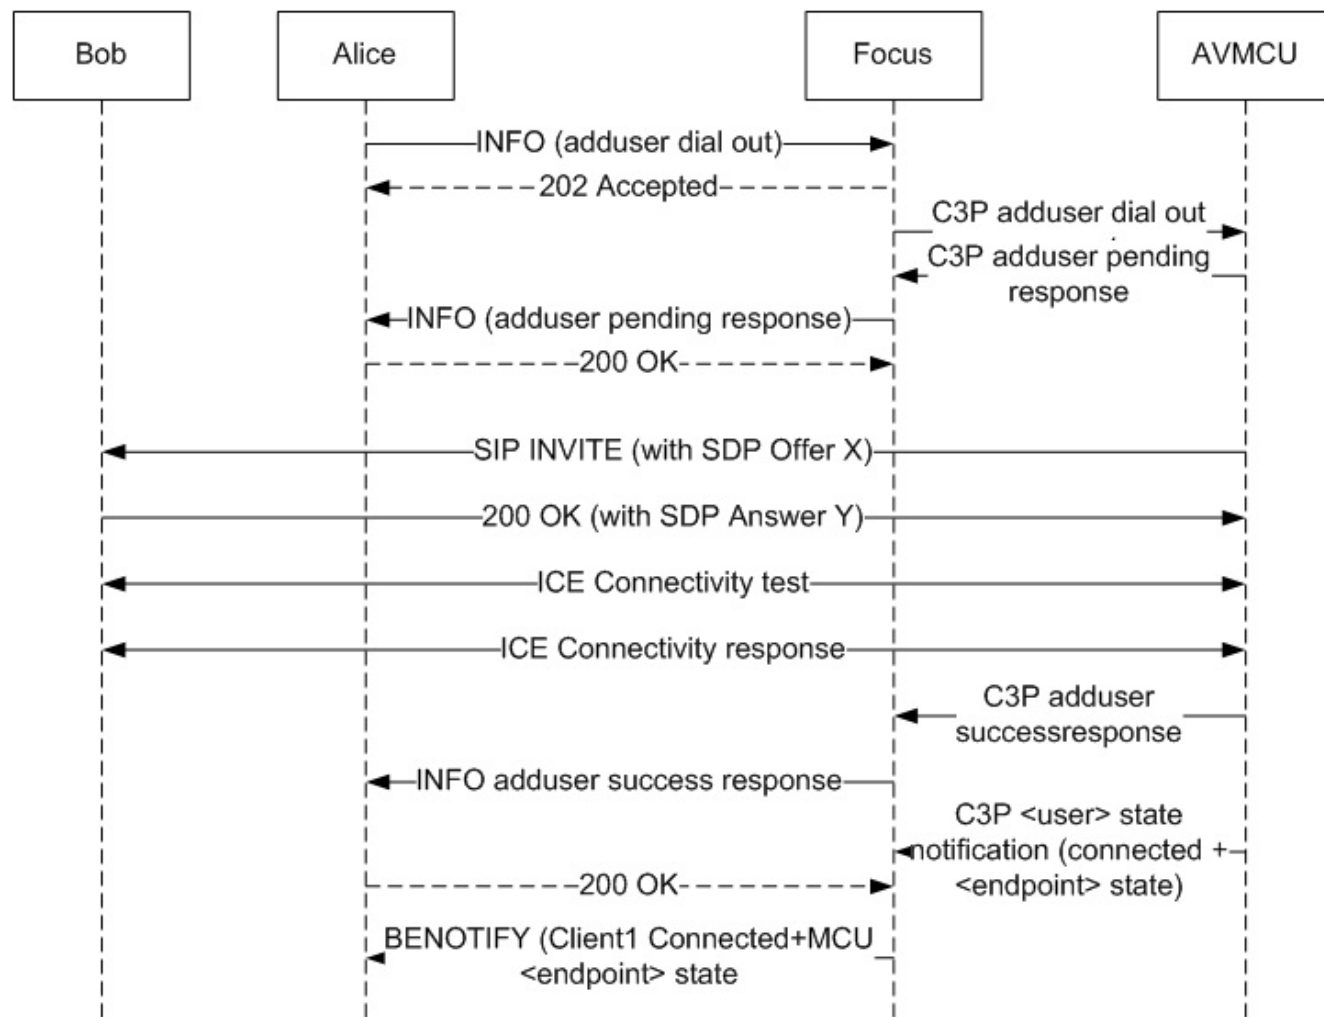 Bob
Alice
Focus
AVMCU
INFO (adduser dial out)
202 Accepted
C3P adduser dial out
C3P adduser pending
response
INFO (adduser pending response)
200 OK
SIP INVITE (with SDP Offer X)
200 OK (with SDP Answer Y)
ICE Connectivity test
ICE Connectivity response
C3P adduser
successresponse
INFO adduser success response
C3P <user> state
notification (connected +
<endpoint> state)
200 OK
BENOTIFY (Client1 Connected+MCU
<endpoint> state